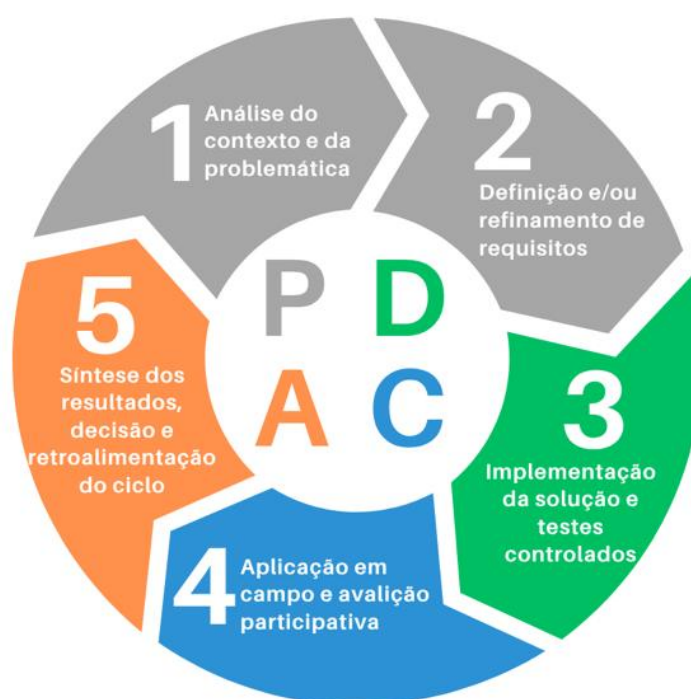 1
Análise do
contexto e da
problemática
2
Definição e/ou
refinamento de
requisitos
3
Implementação
da solução e
testes
controlados
4
Aplicação em
campo e avalição
participativa
5
Síntese dos
resultados,
decisão e
retroalimentação
do ciclo
P D
A C